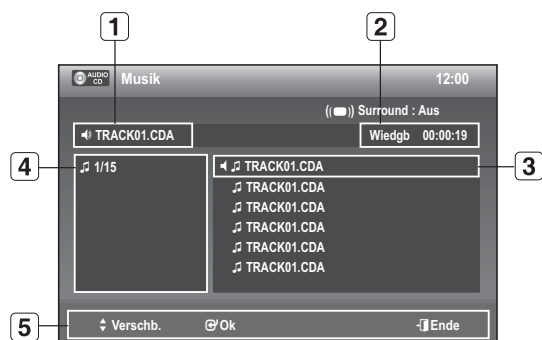 1 2
AUDIO CD Musik 12:00
Surround : Aus
TRACK01.CDA Wiedgb 00:00:19
4 1/15 TRACK01.CDA 3
TRACK01.CDA
TRACK01.CDA
TRACK01.CDA
TRACK01.CDA
TRACK01.CDA
5 Verschb. Ok Ende